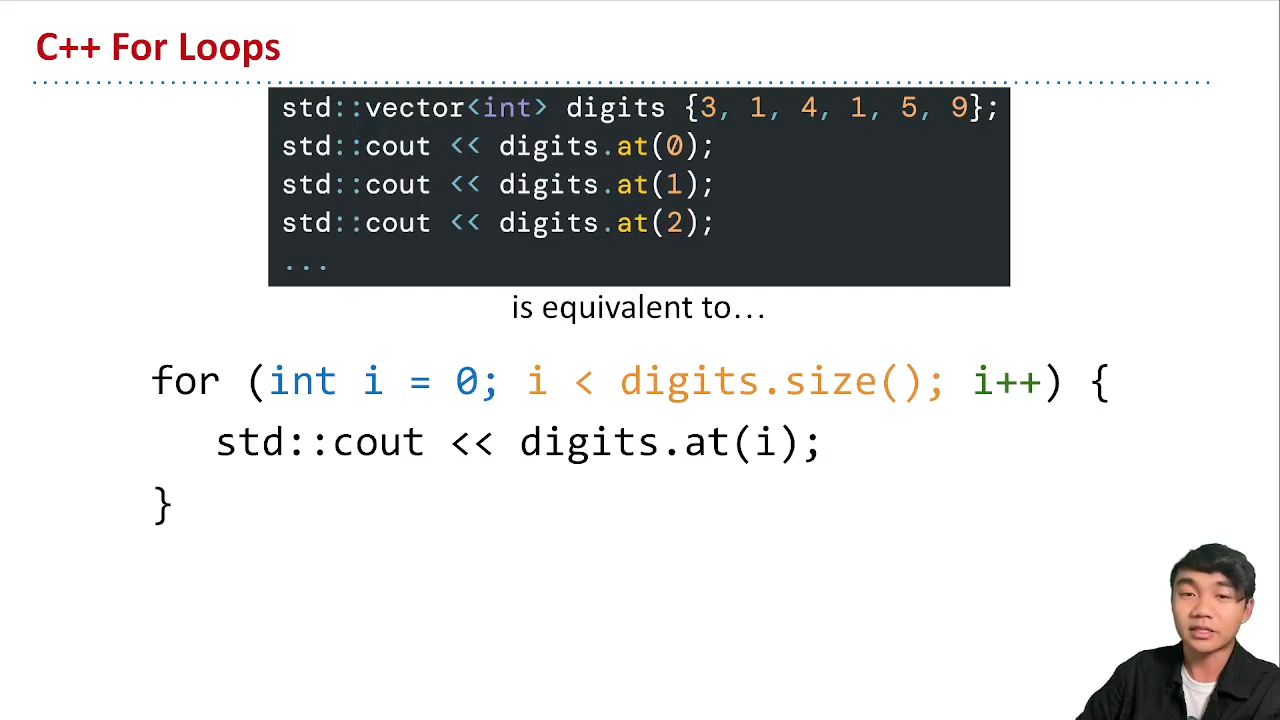 C++ For Loops
std::vector<int> digits {3, 1, 4, 1, 5, 9};
std::cout << digits.at(0);
std::cout << digits.at(1);
std::cout << digits.at(2);
...
is equivalent to…
for (int i = 0; i < digits.size(); i++) {
std::cout << digits.at(i);
}